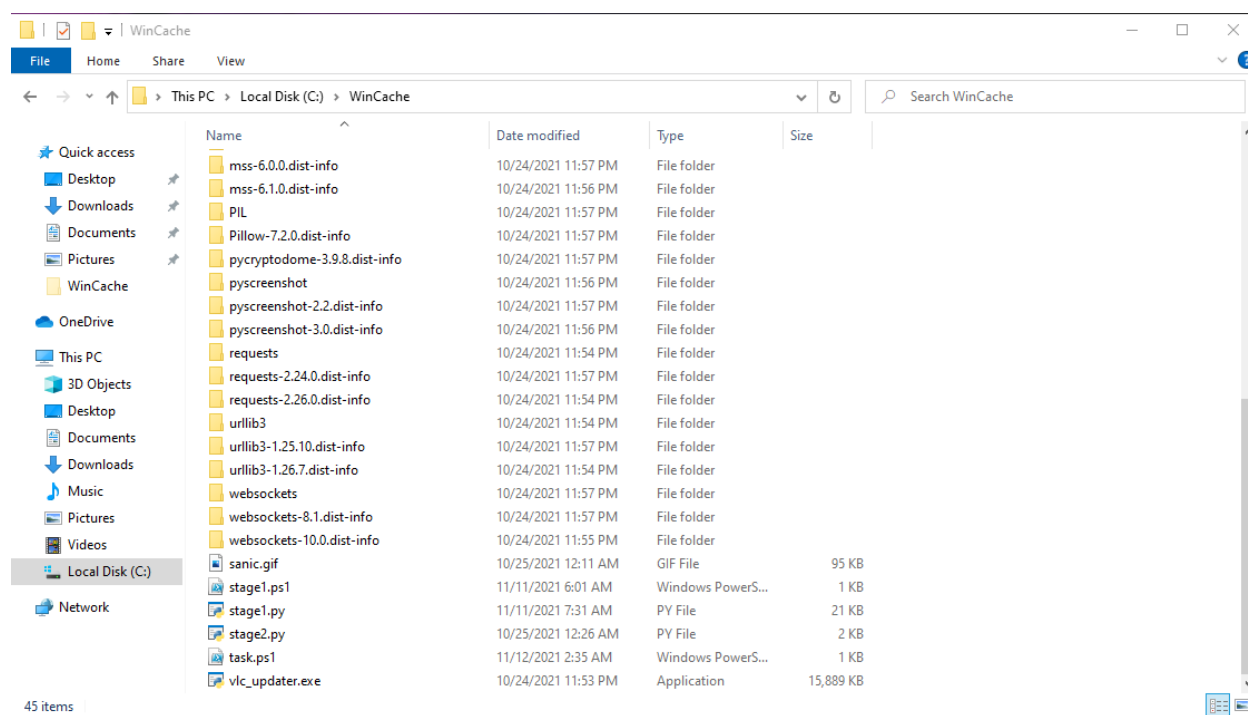 WinCache
File Home Share View
This PC > Local Disk (C:) > WinCache Search WinCache
Name Date modified Type Size
Quick access
Desktop
Downloads
Documents
Pictures
WinCache
OneDrive
This PC
3D Objects
Desktop
Documents
Downloads
Music
Pictures
Videos
Local Disk (C:)
Network
mss-6.0.0.dist-info 10/24/2021 11:57 PM File folder
mss-6.1.0.dist-info 10/24/2021 11:56 PM File folder
PIL 10/24/2021 11:57 PM File folder
Pillow-7.2.0.dist-info 10/24/2021 11:57 PM File folder
pycryptodome-3.9.8.dist-info 10/24/2021 11:57 PM File folder
pyscreenshot 10/24/2021 11:56 PM File folder
pyscreenshot-2.2.dist-info 10/24/2021 11:57 PM File folder
pyscreenshot-3.0.dist-info 10/24/2021 11:56 PM File folder
requests 10/24/2021 11:54 PM File folder
requests-2.24.0.dist-info 10/24/2021 11:57 PM File folder
requests-2.26.0.dist-info 10/24/2021 11:54 PM File folder
urllib3 10/24/2021 11:54 PM File folder
urllib3-1.25.10.dist-info 10/24/2021 11:57 PM File folder
urllib3-1.26.7.dist-info 10/24/2021 11:54 PM File folder
websockets 10/24/2021 11:57 PM File folder
websockets-8.1.dist-info 10/24/2021 11:57 PM File folder
websockets-10.0.dist-info 10/24/2021 11:55 PM File folder
sanic.gif 10/25/2021 12:11 AM GIF File 95 KB
stage1.ps1 11/11/2021 6:01 AM Windows PowerS... 1 KB
stage1.py 11/11/2021 7:31 AM PY File 21 KB
stage2.py 10/25/2021 12:26 AM PY File 2 KB
task.ps1 11/12/2021 2:35 AM Windows PowerS... 1 KB
vlc_updater.exe 10/24/2021 11:53 PM Application 15,889 KB
45 items